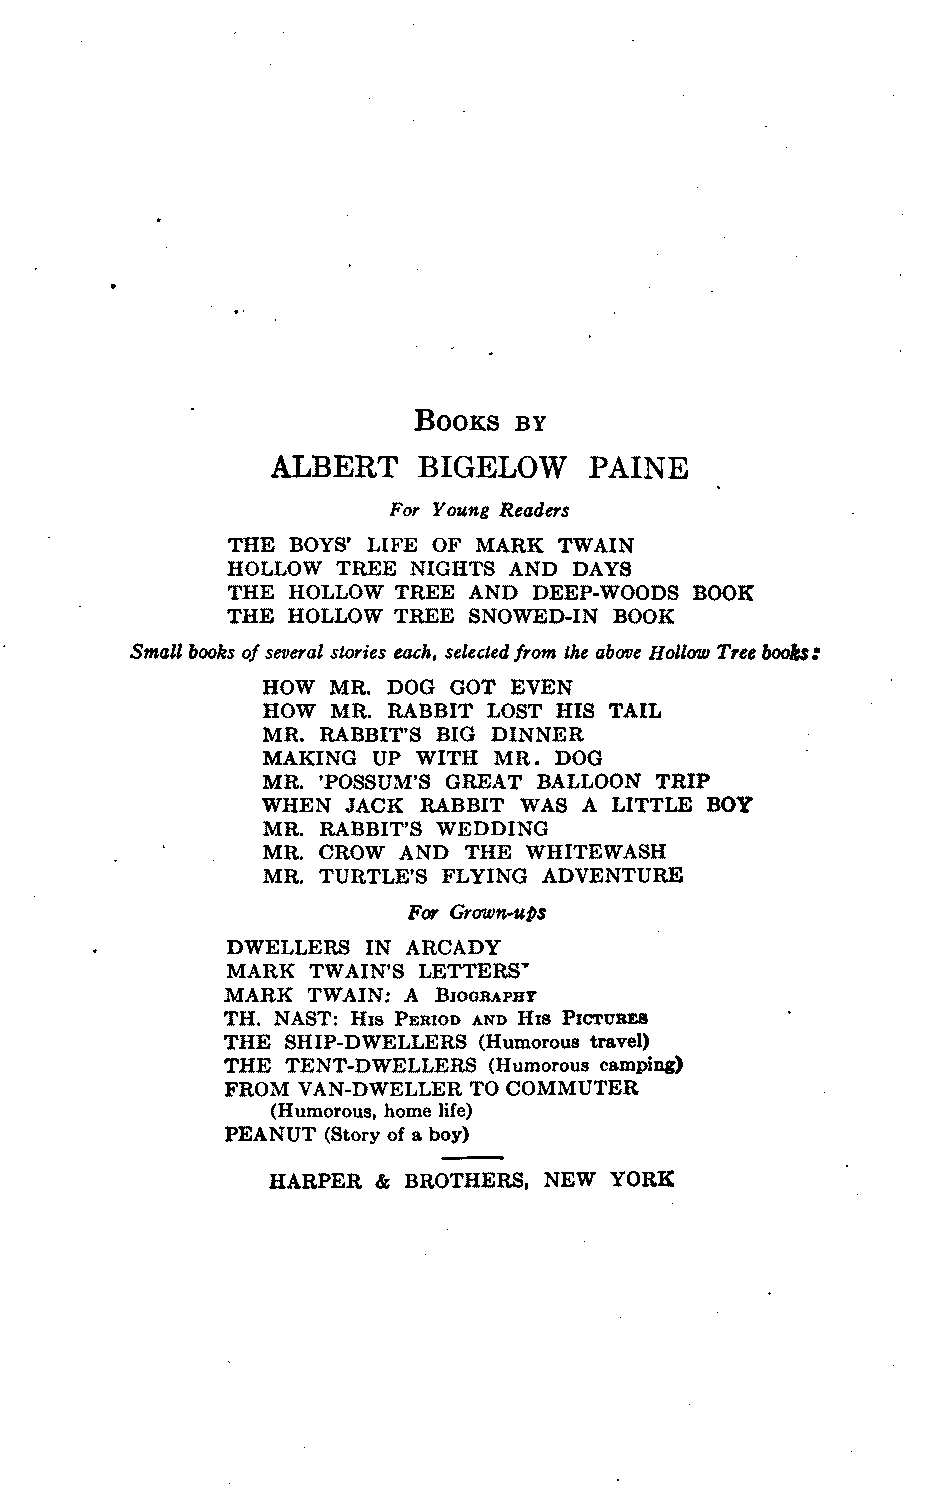 BOOKS BY
ALBERT BIGELOW PAINE
For Young Readers
THE BOYS' LIFE OF MARK TWAIN
HOLLOW TREE NIGHTS AND DAYS
THE HOLLOW TREE AND DEEP-WOODS BOOK
THE HOLLOW TREE SNOWED-IN BOOK
Small books of several stories each, selected from the above Hollow Tree books:
HOW MR. DOG GOT EVEN
HOW MR. RABBIT LOST HIS TAIL
MR. RABBIT'S BIG DINNER
MAKING UP WITH MR. DOG
MR. 'POSSUM'S GREAT BALLOON TRIP
WHEN JACK RABBIT WAS A LITTLE BOY
MR. RABBIT'S WEDDING
MR. CROW AND THE WHITEWASH
MR. TURTLE'S FLYING ADVENTURE
For Grown-ups
DWELLERS IN ARCADY
MARK TWAIN'S LETTERS
MARK TWAIN: A BIOGRAPHY
TH. NAST: HIS PERIOD AND HIS PICTURES
THE SHIP-DWELLERS (Humorous travel)
THE TENT-DWELLERS (Humorous camping)
FROM VAN-DWELLER TO COMMUTER
(Humorous, home life)
PEANUT (Story of a boy)
HARPER & BROTHERS, NEW YORK